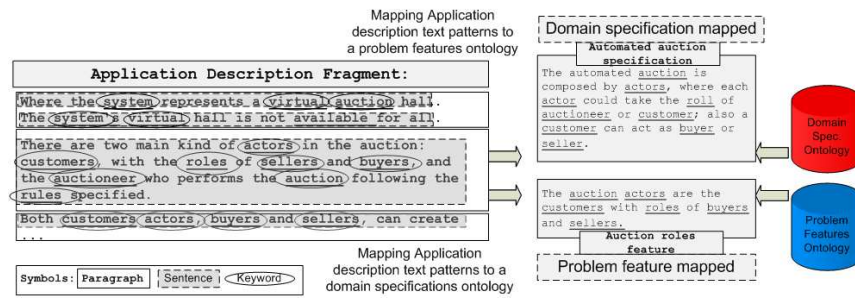 Mapping Application
description text patterns to
a problem features ontology
Application Description Fragment:
Where the system represents a virtual auction hall.
The system's virtual hall is not available for all.
There are two main kind of actors in the auction:
customers, with the roles of sellers and buyers, and
the auctioneer who performs the auction following the
rules specified.
Both customers actors, buyers and sellers, can create
...
Symbols: Paragraph Sentence Keyword
Mapping Application
description text patterns to a
domain specifications ontology
Domain specification mapped
Automated auction
specification
The automated auction is
composed by actors, where each
actor could take the roll of
auctioneer or customer; also a
customer can act as buyer or
seller.
The auction actors are the
customers with roles of buyers
and sellers.
Auction roles
feature
Problem feature mapped
Domain
Spec.
Ontology
Problem
Features
Ontology